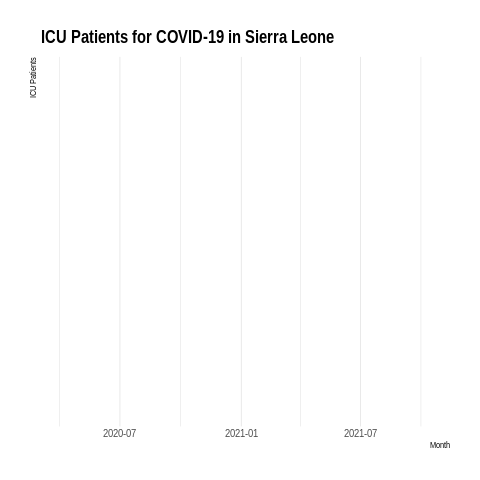 ICU Patients for COVID-19 in Sierra Leone
ICU Patients
2020-07
2021-01
2021-07
Month